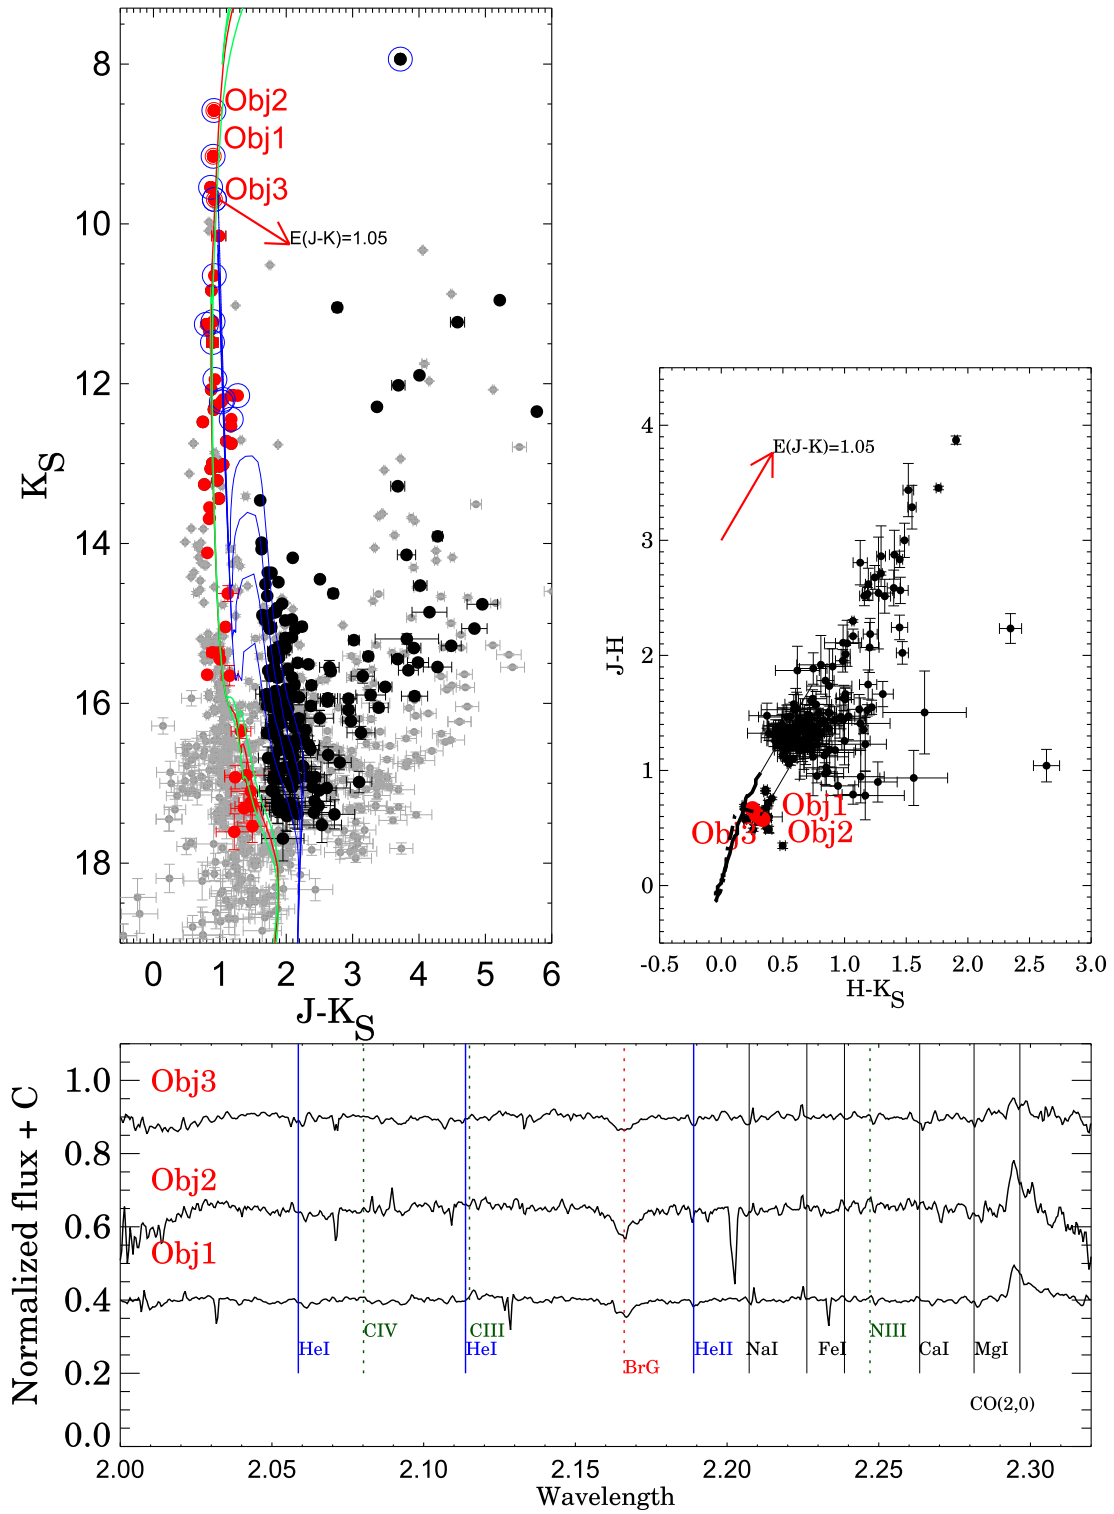 8
10
12
14
16
18
K_S
Obj2
Obj1
Obj3
E(J-K)=1.05
0 1 2 3 4 5 6
J-K_S
4
3
2
1
0
J-H
E(J-K)=1.05
Obj1
Obj3
Obj2
-0.5 0.0 0.5 1.0 1.5 2.0 2.5 3.0
H-K_S
1.0
0.8
0.6
0.4
0.2
0.0
Normalized flux + C
Obj3
Obj2
Obj1
CIV CIII NIII
HeI HeI HeII NaI FeI CaI MgI
BrG
CO(2,0)
2.00 2.05 2.10 2.15 2.20 2.25 2.30
Wavelength